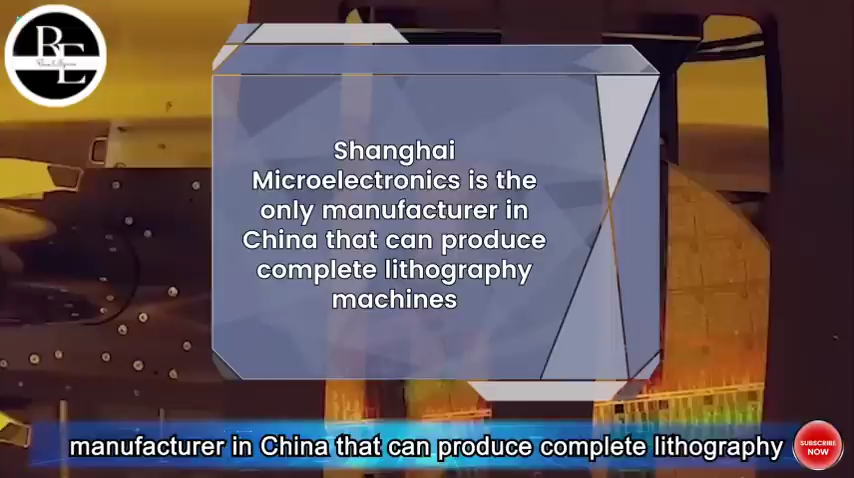 RE
Shanghai
Microelectronics is the
only manufacturer in
China that can produce
complete lithography
machines
manufacturer in China that can produce complete lithography
SUBSCRIBE
NOW